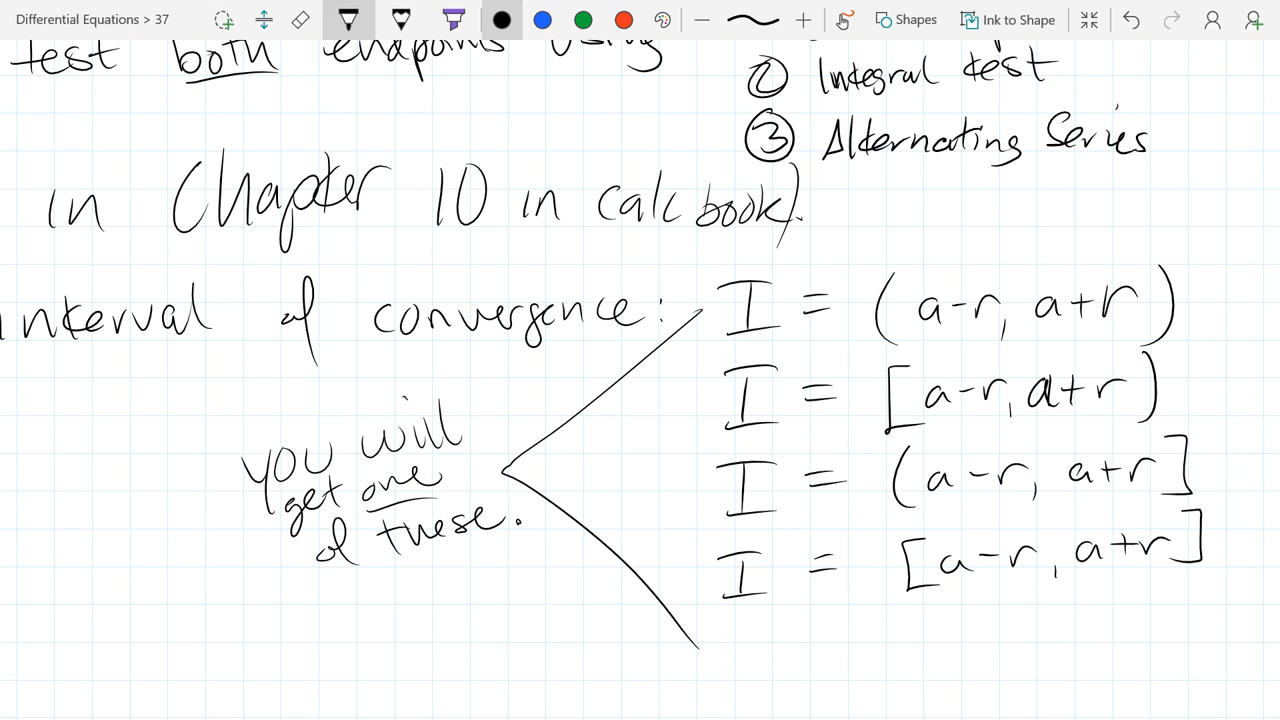 Differential Equations > 37
Shapes
Ink to Shape
test both endpoints using
② Integral test
③ Alternating Series
in Chapter 10 in calc book).
interval of convergence:
I = (a-r, a+r)
I = [a-r, a+r)
I = (a-r, a+r]
I = [a-r, a+r]
you will
get one
of these.